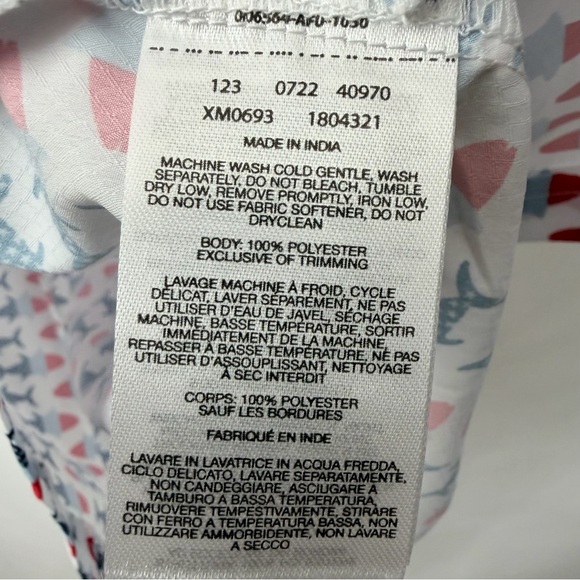 123 0722 40970
XM0693 1804321
MADE IN INDIA
MACHINE WASH COLD GENTLE, WASH
SEPARATELY, DO NOT BLEACH, TUMBLE
DRY LOW, REMOVE PROMPTLY, IRON LOW,
DO NOT USE FABRIC SOFTENER, DO NOT
DRYCLEAN
BODY: 100% POLYESTER
EXCLUSIVE OF TRIMMING
LAVAGE MACHINE À FROID, CYCLE
DÉLICAT, LAVER SÉPAREMENT, NE PAS
UTILISER D'EAU DE JAVEL, SÉCHAGE
MACHINE, BASSE TEMPÉRATURE, SORTIR
IMMÉDIATEMENT DE LA MACHINE,
REPASSER À BASSE TEMPÉRATURE, NE PAS
UTILISER D'ASSOUPLISSANT, NETTOYAGE
À SEC INTERDIT
CORPS: 100% POLYESTER
SAUF LES BORDURES
FABRIQUÉ EN INDE
LAVARE IN LAVATRICE IN ACQUA FREDDA,
CICLO DELICATO, LAVARE SEPARATAMENTE,
NON CANDEGGIARE, ASCIUGARE A
TAMBURO A BASSA TEMPERATURA,
RIMUOVERE TEMPESTIVAMENTE, STIRARE
CON FERRO A TEMPERATURA BASSA, NON
UTILIZZARE AMMORBIDENTE, NON LAVARE
A SECCO